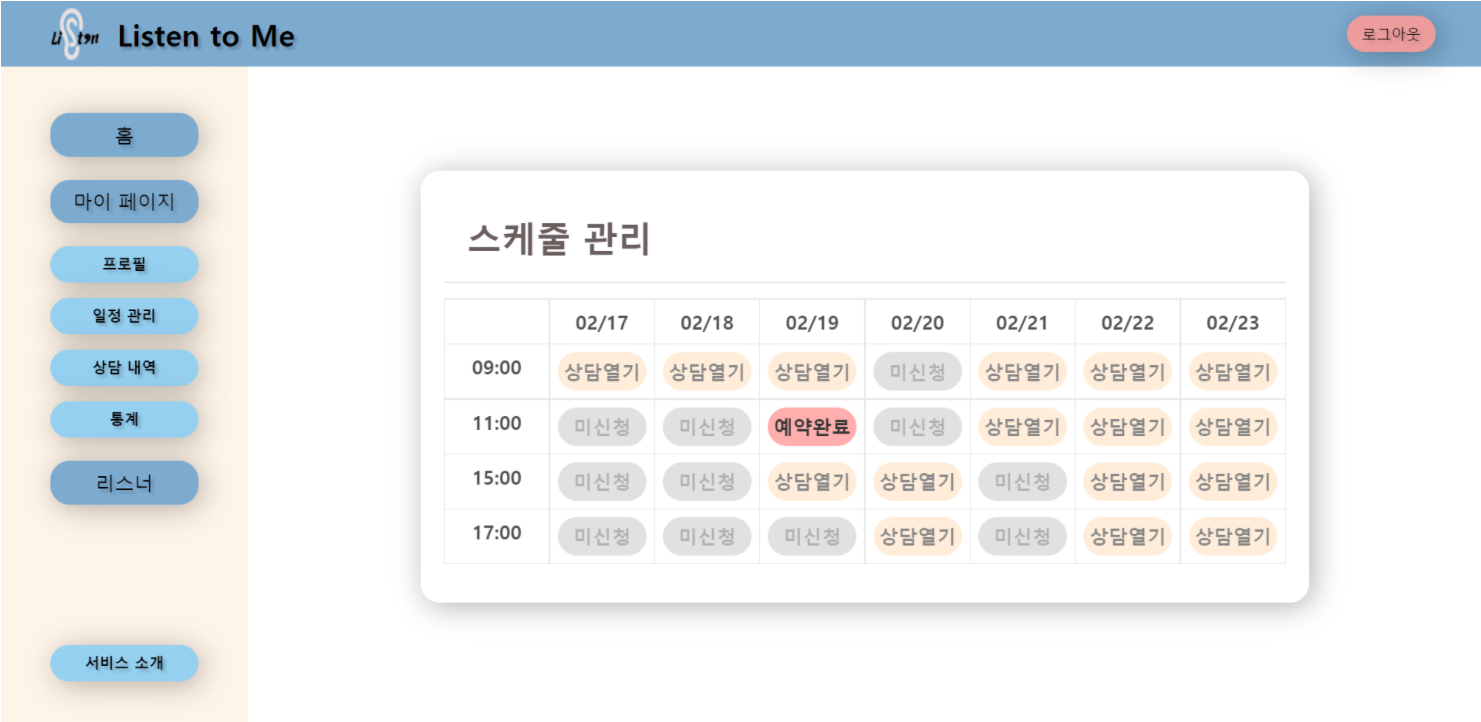 Liston Listen to Me
로그아웃
홈
마이 페이지
프로필
일정 관리
상담 내역
통계
리스너
서비스 소개
스케줄 관리
02/17 02/18 02/19 02/20 02/21 02/22 02/23
09:00 상담열기 상담열기 상담열기 미신청 상담열기 상담열기 상담열기
11:00 미신청 미신청 예약완료 미신청 상담열기 상담열기 상담열기
15:00 미신청 미신청 상담열기 상담열기 미신청 상담열기 상담열기
17:00 미신청 미신청 미신청 상담열기 미신청 상담열기 상담열기